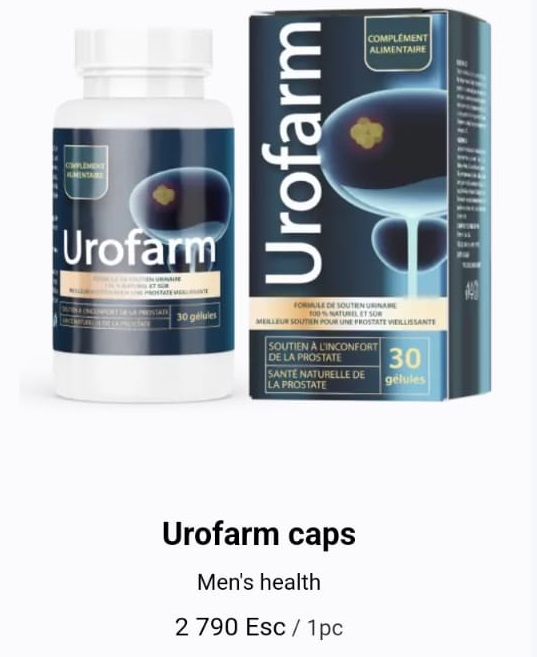 COMPLÉMENT
ALIMENTAIRE
Urofarm
30 gélules
COMPLÉMENT
ALIMENTAIRE
Urofarm
FORMULE DE SOUTIEN URINAIRE
100 % NATUREL ET SÛR
MEILLEUR SOUTIEN POUR UNE PROSTATE VIEILLISSANTE
SOUTIEN À L'INCONFORT
DE LA PROSTATE
SANTÉ NATURELLE DE
LA PROSTATE
30
gélules
Urofarm caps
Men's health
2 790 Esc / 1pc